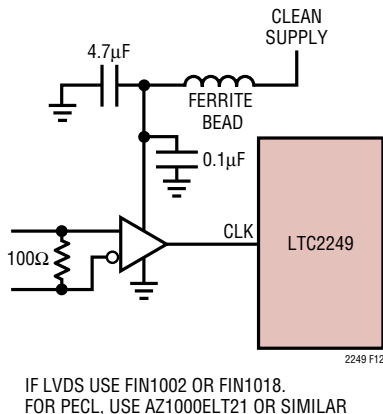 CLEAN
SUPPLY
4.7µF
FERRITE
BEAD
0.1µF
100Ω
CLK
LTC2249
2249 F12
IF LVDS USE FIN1002 OR FIN1018.
FOR PECL, USE AZ1000ELT21 OR SIMILAR